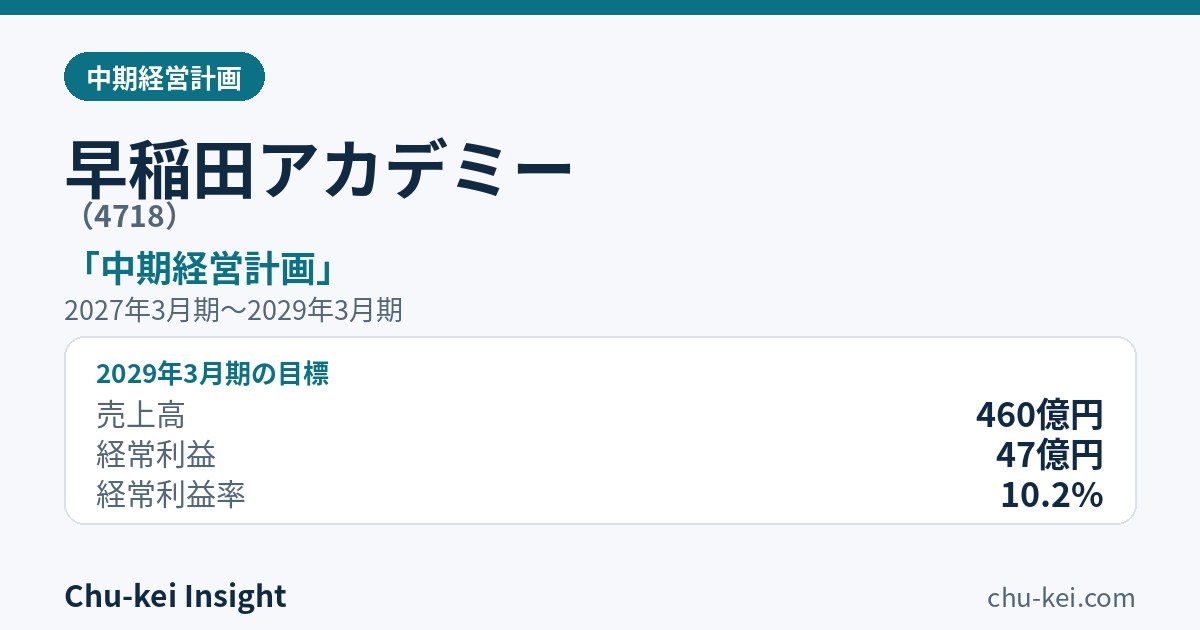 中期経営計画
早稲田アカデミー
（4718）
「中期経営計画」
2027年3月期～2029年3月期
2029年3月期の目標
売上高 460億円
経常利益 47億円
経常利益率 10.2%
Chu-kei Insight chu-kei.com